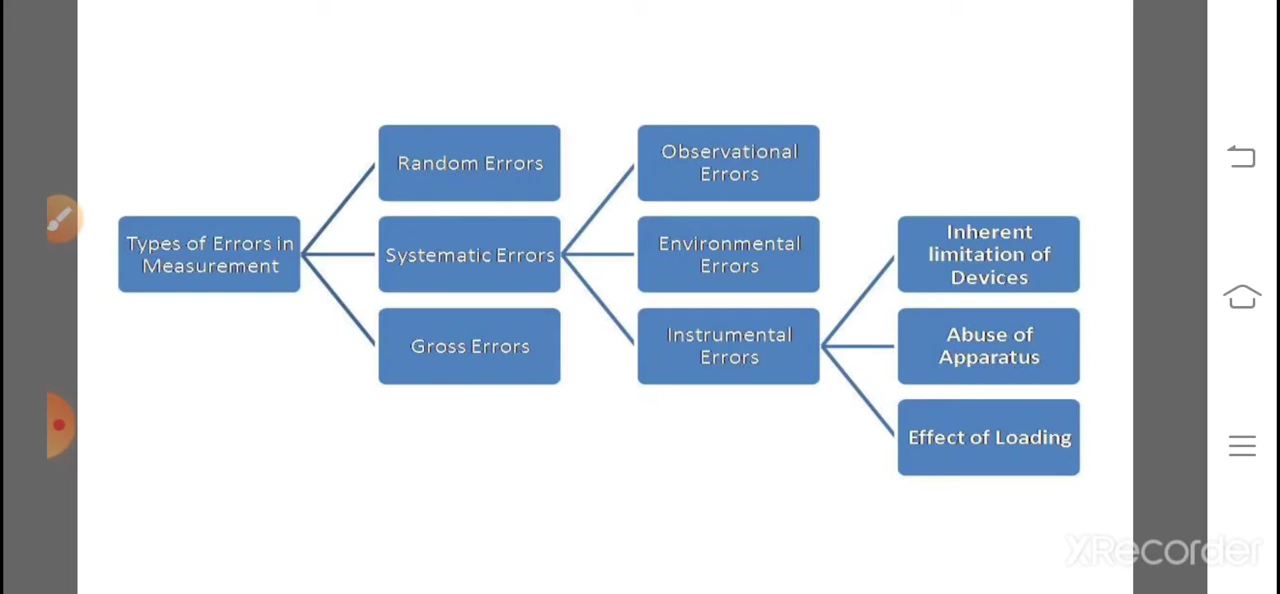 Types of Errors in
Measurement
Random Errors
Systematic Errors
Gross Errors
Observational
Errors
Environmental
Errors
Instrumental
Errors
Inherent
limitation of
Devices
Abuse of
Apparatus
Effect of Loading
XRecorder